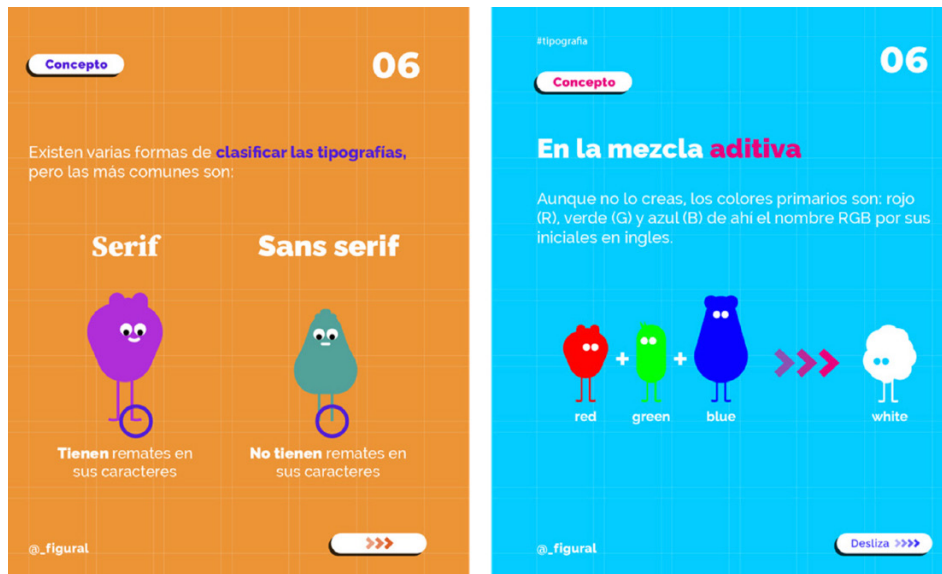 Concepto
06
Existen varias formas de clasificar las tipografías,
pero las más comunes son:
Serif
Sans serif
Tienen remates en
sus caracteres
No tienen remates en
sus caracteres
@_figural
>>>
#tipografia
06
Concepto
En la mezcla aditiva
Aunque no lo creas, los colores primarios son: rojo
(R), verde (G) y azul (B) de ahí el nombre RGB por sus
iniciales en ingles.
+ +
red green blue white
@_figural
Desliza >>>>